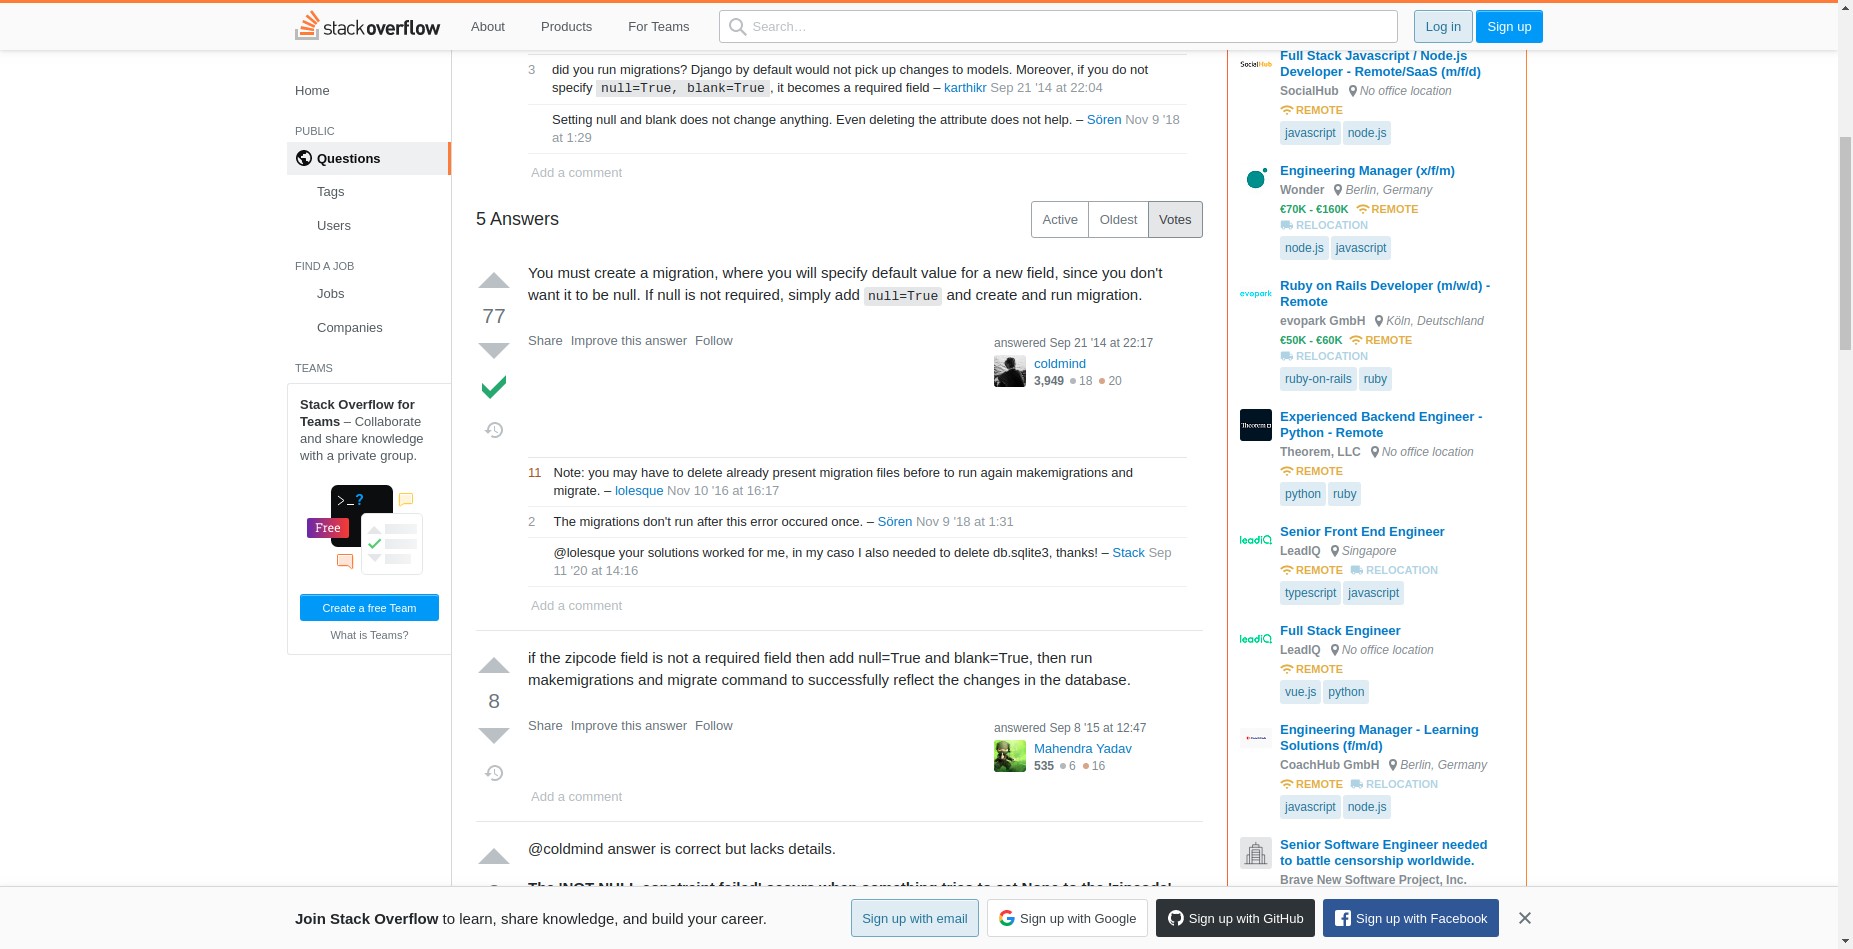 stackoverflow
About
Products
For Teams
Search…
Log in
Sign up
Home
PUBLIC
Questions
Tags
Users
FIND A JOB
Jobs
Companies
TEAMS
Stack Overflow for
Teams – Collaborate
and share knowledge
with a private group.
>_?
Free
Create a free Team
What is Teams?
3 did you run migrations? Django by default would not pick up changes to models. Moreover, if you do not
specify null=True, blank=True , it becomes a required field – karthikr Sep 21 '14 at 22:04
Setting null and blank does not change anything. Even deleting the attribute does not help. – Sören Nov 9 '18
at 1:29
Add a comment
5 Answers
Active
Oldest
Votes
You must create a migration, where you will specify default value for a new field, since you don't
want it to be null. If null is not required, simply add null=True and create and run migration.
77
Share Improve this answer Follow
answered Sep 21 '14 at 22:17
coldmind
3,949 18 20
11 Note: you may have to delete already present migration files before to run again makemigrations and
migrate. – lolesque Nov 10 '16 at 16:17
2 The migrations don't run after this error occured once. – Sören Nov 9 '18 at 1:31
@lolesque your solutions worked for me, in my caso I also needed to delete db.sqlite3, thanks! – Stack Sep
11 '20 at 14:16
Add a comment
if the zipcode field is not a required field then add null=True and blank=True, then run
makemigrations and migrate command to successfully reflect the changes in the database.
8
Share Improve this answer Follow
answered Sep 8 '15 at 12:47
Mahendra Yadav
535 6 16
Add a comment
@coldmind answer is correct but lacks details.
The 'NOT NULL constraint failed' occurs when something tries to set None to the 'zipcode'
Full Stack Javascript / Node.js
Developer - Remote/SaaS (m/f/d)
SocialHub
SocialHub No office location
REMOTE
javascript node.js
Engineering Manager (x/f/m)
Wonder Berlin, Germany
€70K - €160K REMOTE
RELOCATION
node.js javascript
Ruby on Rails Developer (m/w/d) -
Remote
evopark
evopark GmbH Köln, Deutschland
€50K - €60K REMOTE
RELOCATION
ruby-on-rails ruby
Experienced Backend Engineer -
Python - Remote
Theorem
Theorem, LLC No office location
REMOTE
python ruby
Senior Front End Engineer
leadIQ
LeadIQ Singapore
REMOTE RELOCATION
typescript javascript
Full Stack Engineer
leadIQ
LeadIQ No office location
REMOTE
vue.js python
Engineering Manager - Learning
Solutions (f/m/d)
CoachHub GmbH Berlin, Germany
REMOTE RELOCATION
javascript node.js
Senior Software Engineer needed
to battle censorship worldwide.
Brave New Software Project, Inc.
Join Stack Overflow to learn, share knowledge, and build your career.
Sign up with email
Sign up with Google
Sign up with GitHub
Sign up with Facebook